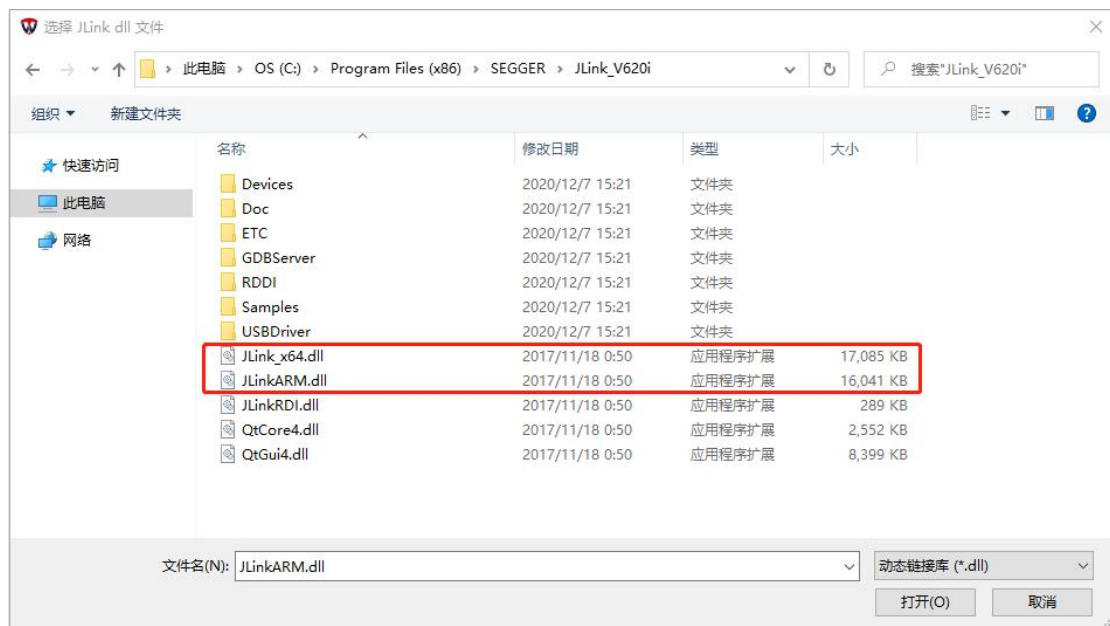 选择 JLink dll 文件
此电脑 › OS (C:) › Program Files (x86) › SEGGER › JLink_V620i 搜索"JLink_V620i"
组织 新建文件夹
名称 修改日期 类型 大小
快速访问
此电脑
网络
Devices 2020/12/7 15:21 文件夹
Doc 2020/12/7 15:21 文件夹
ETC 2020/12/7 15:21 文件夹
GDBServer 2020/12/7 15:21 文件夹
RDDI 2020/12/7 15:21 文件夹
Samples 2020/12/7 15:21 文件夹
USBDriver 2020/12/7 15:21 文件夹
JLink_x64.dll 2017/11/18 0:50 应用程序扩展 17,085 KB
JLinkARM.dll 2017/11/18 0:50 应用程序扩展 16,041 KB
JLinkRDI.dll 2017/11/18 0:50 应用程序扩展 289 KB
QtCore4.dll 2017/11/18 0:50 应用程序扩展 2,552 KB
QtGui4.dll 2017/11/18 0:50 应用程序扩展 8,399 KB
文件名(N): JLinkARM.dll 动态链接库 (*.dll)
打开(O) 取消